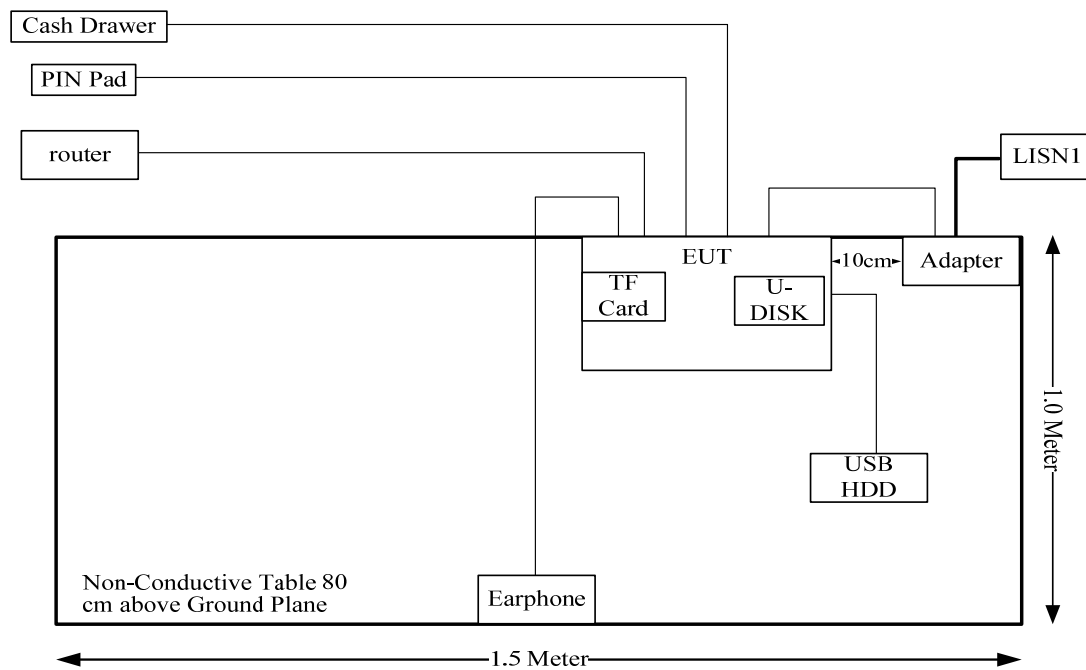 Cash Drawer
PIN Pad
router
LISN1
EUT
10cm
Adapter
TF
Card
U-
DISK
1.0 Meter
USB
HDD
Non-Conductive Table 80
cm above Ground Plane
Earphone
1.5 Meter